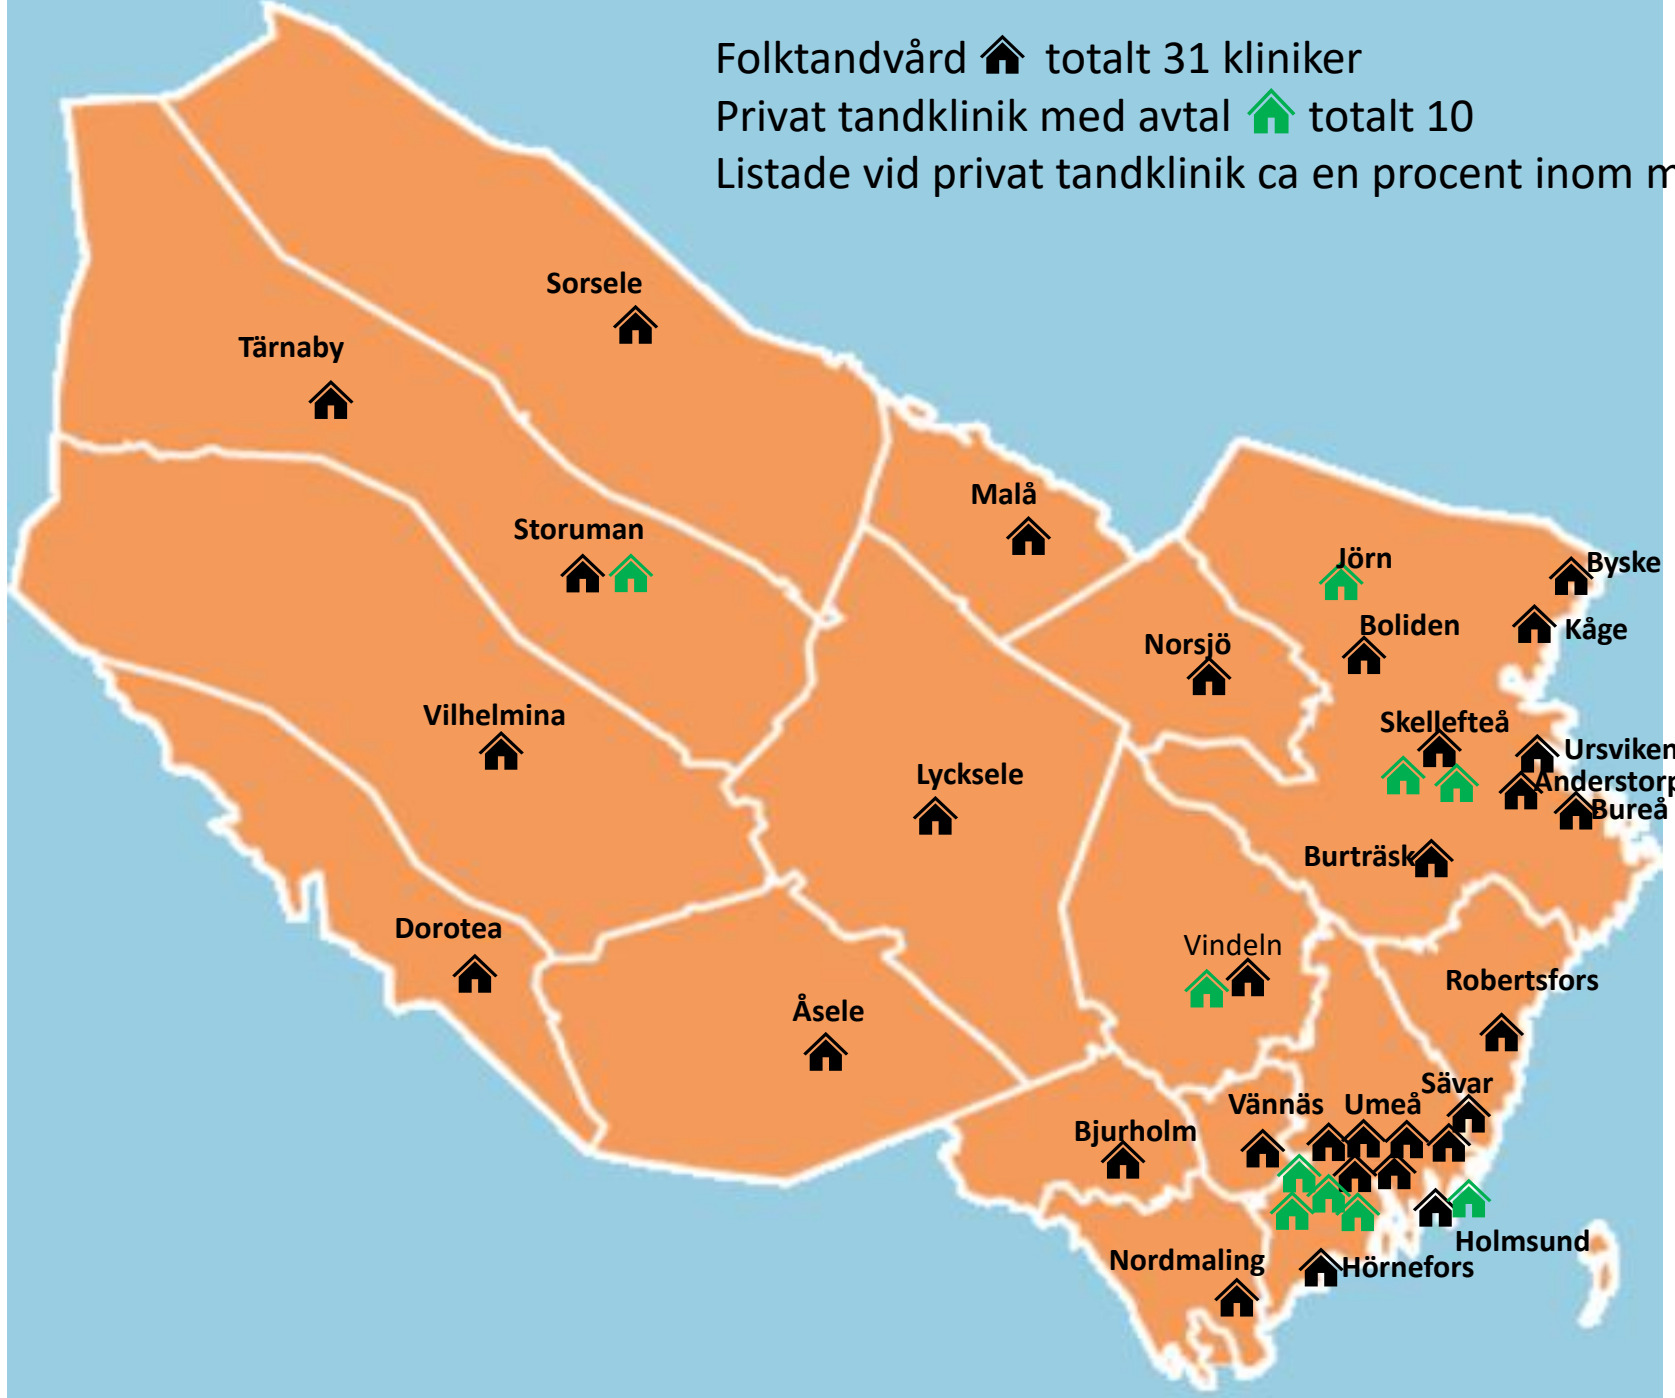 Folktandvård totalt 31 kliniker
Privat tandklinik med avtal totalt 10
Listade vid privat tandklinik ca en procent inom m
Sorsele
Tärnaby
Malå
Storuman
Jörn
Byske
Boliden
Kåge
Norsjö
Vilhelmina
Skellefteå
Ursviken
Lycksele
Anderstorp
Bureå
Burträsk
Dorotea
Vindeln
Robertsfors
Åsele
Sävar
Vännäs
Umeå
Bjurholm
Holmsund
Nordmaling
Hörnefors